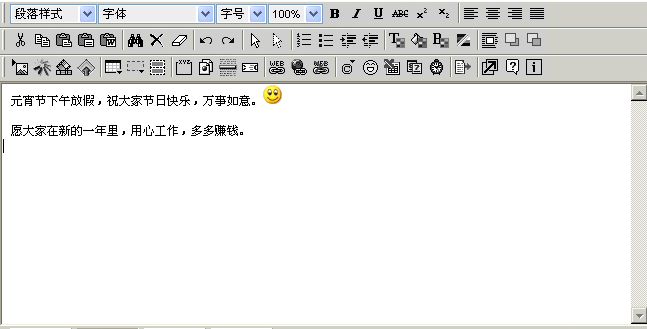 段落样式 字体 字号 100% B I U ABC x² x₂
元宵节下午放假，祝大家节日快乐，万事如意。
愿大家在新的一年里，用心工作，多多赚钱。